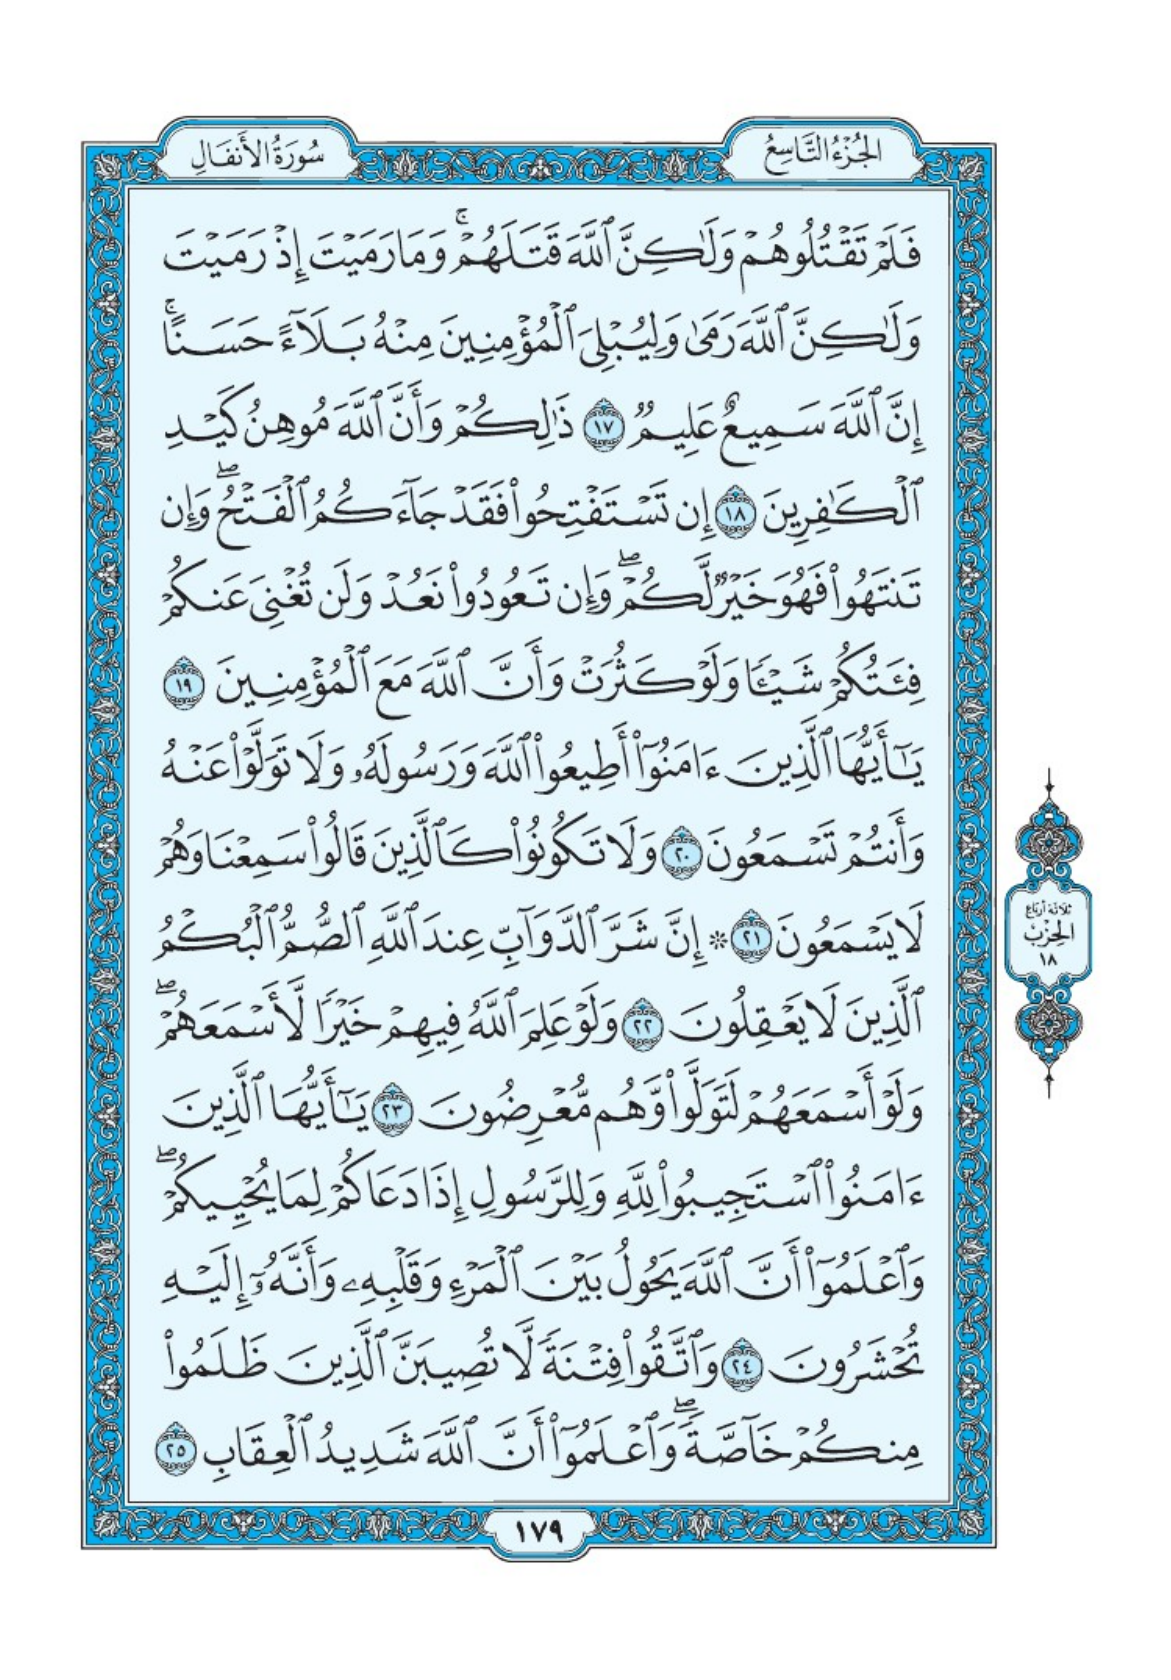 الجُزْءُ التَّاسِعُ
سُورَةُ الأَنفَالِ
فَلَمْ تَقْتُلُوهُمْ وَلَٰكِنَّ ٱللَّهَ قَتَلَهُمْۚ وَمَا رَمَيْتَ إِذْ رَمَيْتَ
وَلَٰكِنَّ ٱللَّهَ رَمَىٰ وَلِيُبْلِىَ ٱلْمُؤْمِنِينَ مِنْهُ بَلَآءً حَسَنًاۚ
إِنَّ ٱللَّهَ سَمِيعٌ عَلِيمٌ ١٧ ذَٰلِكُمْ وَأَنَّ ٱللَّهَ مُوهِنُ كَيْدِ
ٱلْكَٰفِرِينَ ١٨ إِن تَسْتَفْتِحُوا۟ فَقَدْ جَآءَكُمُ ٱلْفَتْحُۖ وَإِن
تَنتَهُوا۟ فَهُوَ خَيْرٌ لَّكُمْۖ وَإِن تَعُودُوا۟ نَعُدْ وَلَن تُغْنِىَ عَنكُمْ
فِئَتُكُمْ شَيْـًٔا وَلَوْ كَثُرَتْ وَأَنَّ ٱللَّهَ مَعَ ٱلْمُؤْمِنِينَ ١٩
يَٰٓأَيُّهَا ٱلَّذِينَ ءَامَنُوٓا۟ أَطِيعُوا۟ ٱللَّهَ وَرَسُولَهُۥ وَلَا تَوَلَّوْا۟ عَنْهُ
وَأَنتُمْ تَسْمَعُونَ ٢٠ وَلَا تَكُونُوا۟ كَٱلَّذِينَ قَالُوا۟ سَمِعْنَا وَهُمْ
لَا يَسْمَعُونَ ٢١ ۞ إِنَّ شَرَّ ٱلدَّوَآبِّ عِندَ ٱللَّهِ ٱلصُّمُّ ٱلْبُكْمُ
ٱلَّذِينَ لَا يَعْقِلُونَ ٢٢ وَلَوْ عَلِمَ ٱللَّهُ فِيهِمْ خَيْرًا لَّأَسْمَعَهُمْۖ
وَلَوْ أَسْمَعَهُمْ لَتَوَلَّوا۟ وَّهُم مُّعْرِضُونَ ٢٣ يَٰٓأَيُّهَا ٱلَّذِينَ
ءَامَنُوا۟ ٱسْتَجِيبُوا۟ لِلَّهِ وَلِلرَّسُولِ إِذَا دَعَاكُمْ لِمَا يُحْيِيكُمْۖ
وَٱعْلَمُوٓا۟ أَنَّ ٱللَّهَ يَحُولُ بَيْنَ ٱلْمَرْءِ وَقَلْبِهِۦ وَأَنَّهُۥٓ إِلَيْهِ
تُحْشَرُونَ ٢٤ وَٱتَّقُوا۟ فِتْنَةً لَّا تُصِيبَنَّ ٱلَّذِينَ ظَلَمُوا۟
مِنكُمْ خَآصَّةًۖ وَٱعْلَمُوٓا۟ أَنَّ ٱللَّهَ شَدِيدُ ٱلْعِقَابِ ٢٥
ثلاثة أرباع
الحِزْب
١٨
١٧٩